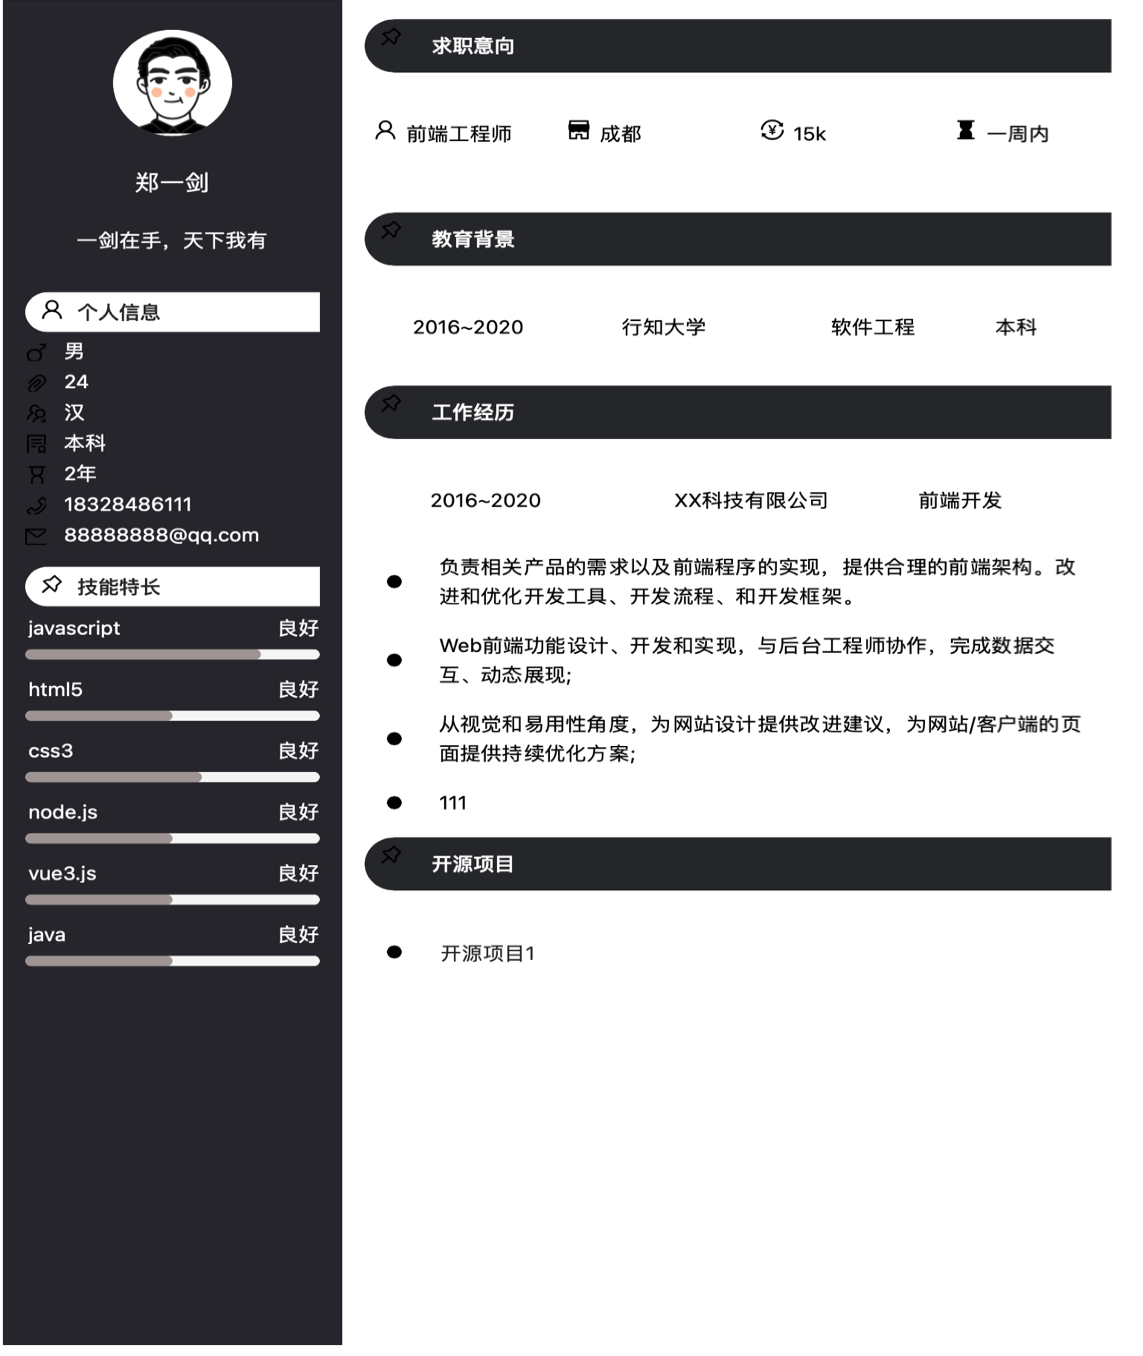 郑一剑
一剑在手，天下我有
个人信息
男
24
汉
本科
2年
18328486111
88888888@qq.com
技能特长
javascript 良好
html5 良好
css3 良好
node.js 良好
vue3.js 良好
java 良好
求职意向
前端工程师 成都 15k 一周内
教育背景
2016~2020 行知大学 软件工程 本科
工作经历
2016~2020 XX科技有限公司 前端开发
负责相关产品的需求以及前端程序的实现，提供合理的前端架构。改
进和优化开发工具、开发流程、和开发框架。
Web前端功能设计、开发和实现，与后台工程师协作，完成数据交
互、动态展现;
从视觉和易用性角度，为网站设计提供改进建议，为网站/客户端的页
面提供持续优化方案;
111
开源项目
开源项目1